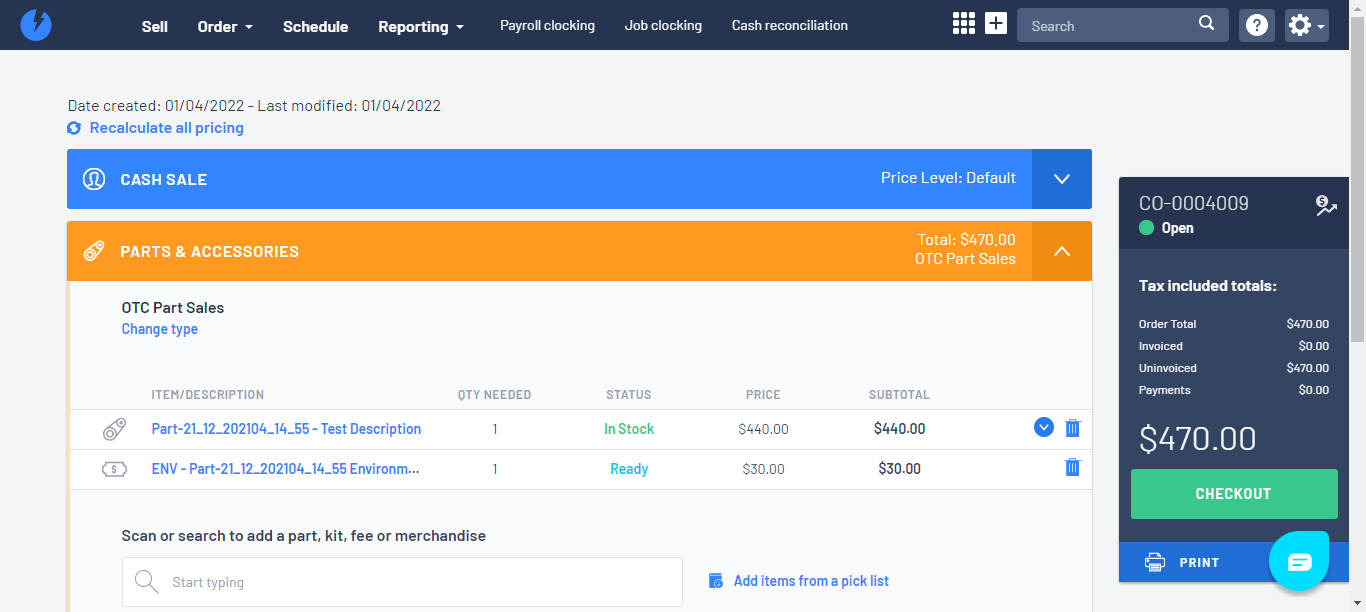 Sell Order Schedule Reporting Payroll clocking Job clocking Cash reconciliation Search
Date created: 01/04/2022 - Last modified: 01/04/2022
Recalculate all pricing
CASH SALE Price Level: Default
PARTS & ACCESSORIES
Total: $470.00
OTC Part Sales
OTC Part Sales
Change type
ITEM/DESCRIPTION QTY NEEDED STATUS PRICE SUBTOTAL
Part-21_12_202104_14_55 - Test Description 1 In Stock $440.00 $440.00
ENV - Part-21_12_202104_14_55 Environm... 1 Ready $30.00 $30.00
Scan or search to add a part, kit, fee or merchandise
Start typing
Add items from a pick list
CO-0004009
Open
Tax included totals:
Order Total $470.00
Invoiced $0.00
Uninvoiced $470.00
Payments $0.00
$470.00
CHECKOUT
PRINT